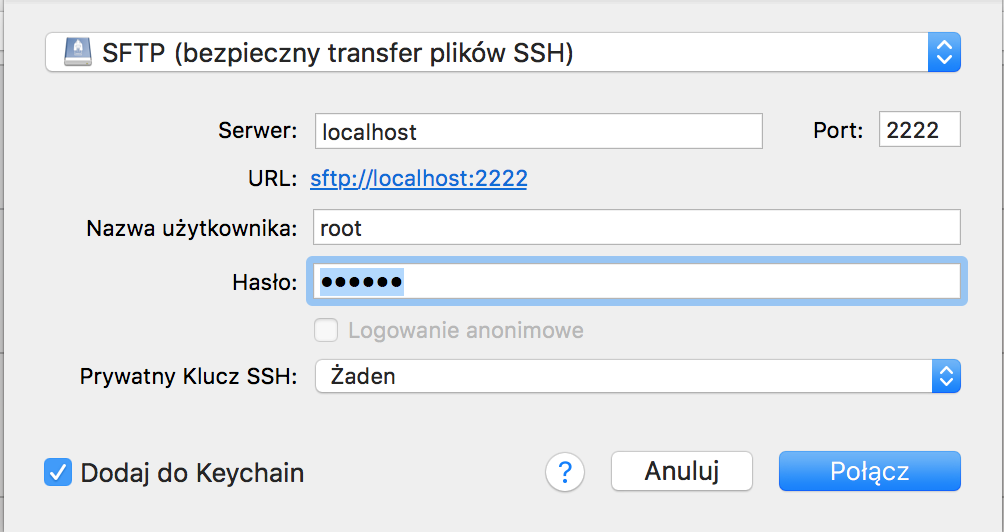 SFTP (bezpieczny transfer plików SSH)
Serwer: localhost Port: 2222
URL: sftp://localhost:2222
Nazwa użytkownika: root
Hasło: ••••••
Logowanie anonimowe
Prywatny Klucz SSH: Żaden
Dodaj do Keychain ? Anuluj Połącz